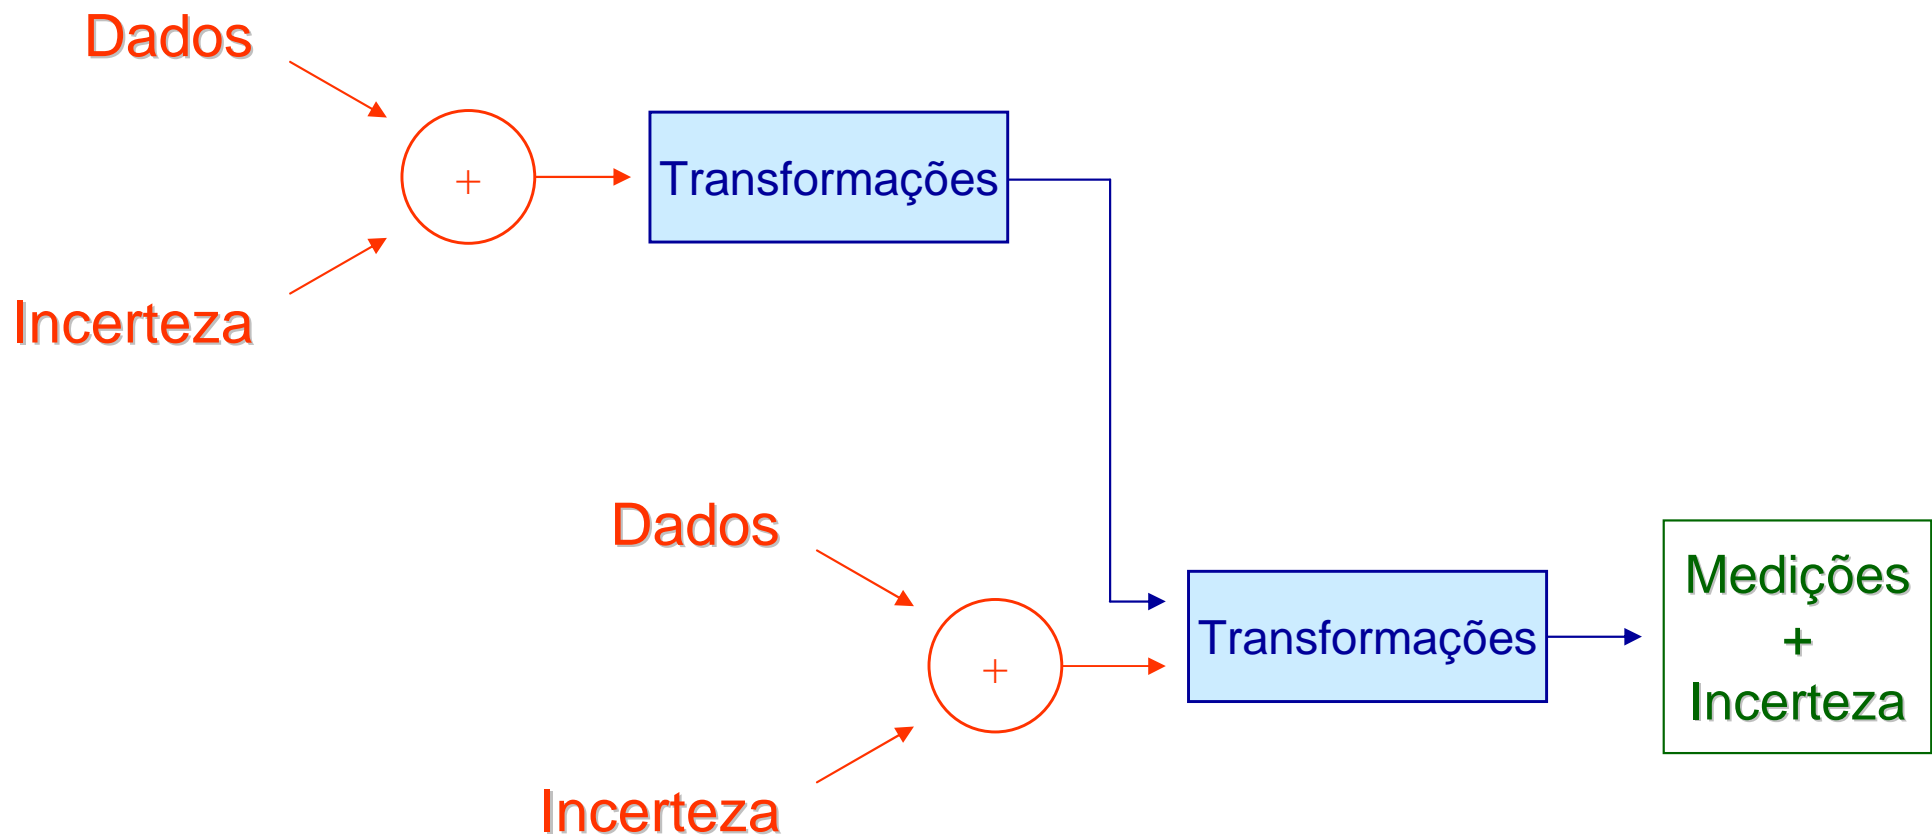 Dados
+
Transformações
Incerteza
Dados
+
Transformações
Incerteza
Medições
+
Incerteza